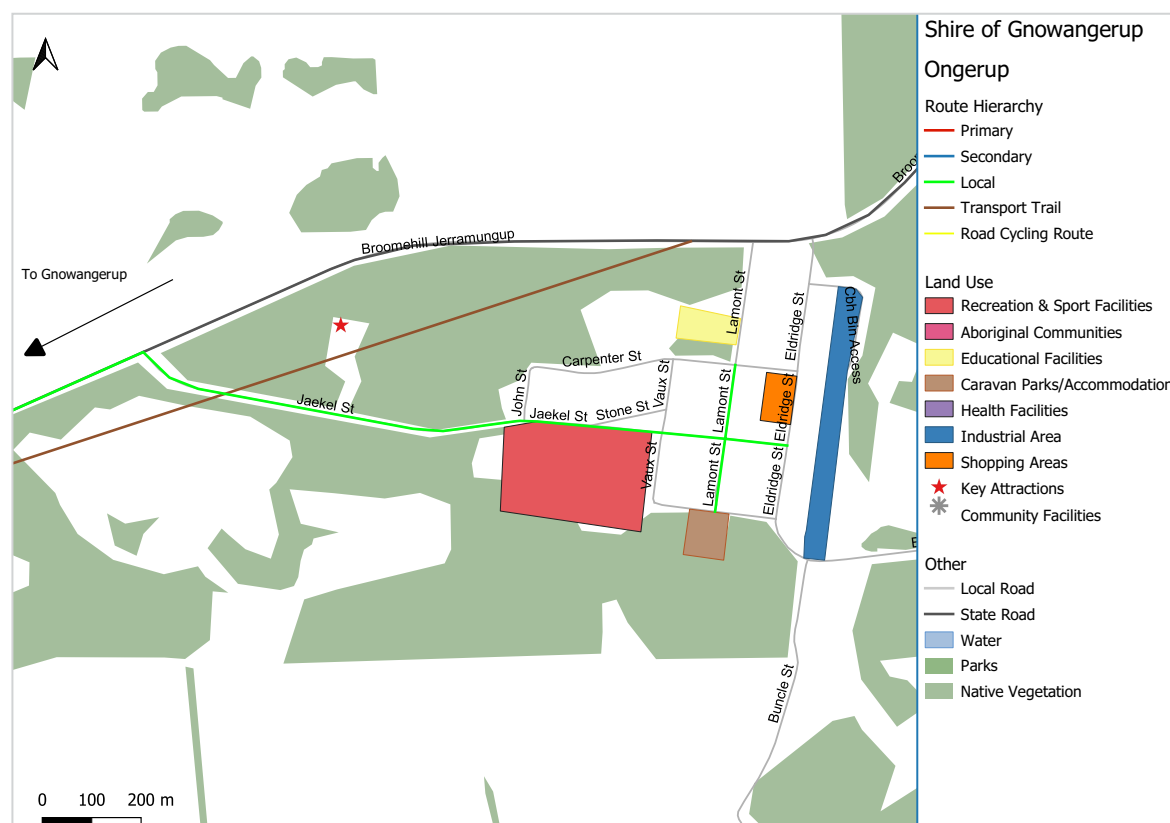 Shire of Gnowangerup
Ongerup
Route Hierarchy
Primary
Secondary
Local
Transport Trail
Road Cycling Route
Land Use
Recreation & Sport Facilities
Aboriginal Communities
Educational Facilities
Caravan Parks/Accommodation
Health Facilities
Industrial Area
Shopping Areas
Key Attractions
Community Facilities
Other
Local Road
State Road
Water
Parks
Native Vegetation
To Gnowangerup
Broomehill Jerramungup
Lamont St
Eldridge St
Cbh Bin Access
Carpenter St
John St
Vaux St
Lamont St
Eldridge St
Jaekel St
Jaekel St
Stone St
Vaux St
Lamont St
Eldridge St
Buncle St
0 100 200 m